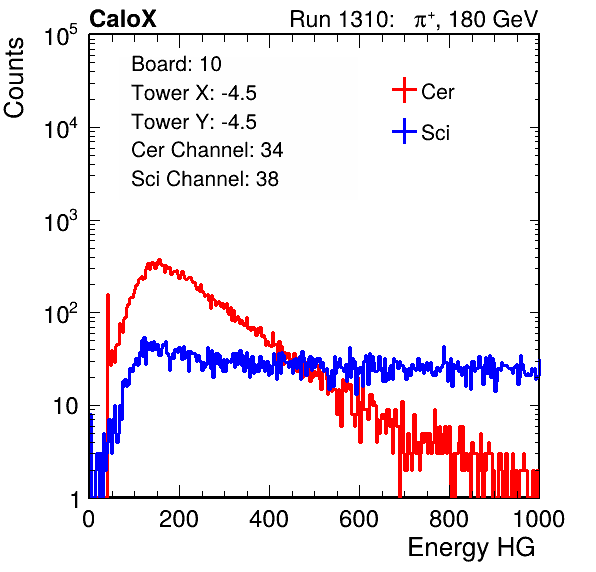 CaloX Run 1310: π⁺, 180 GeV
Counts
10⁵
10⁴
10³
10²
10
1
Board: 10
Tower X: -4.5
Tower Y: -4.5
Cer Channel: 34
Sci Channel: 38
Cer
Sci
0 200 400 600 800 1000
Energy HG